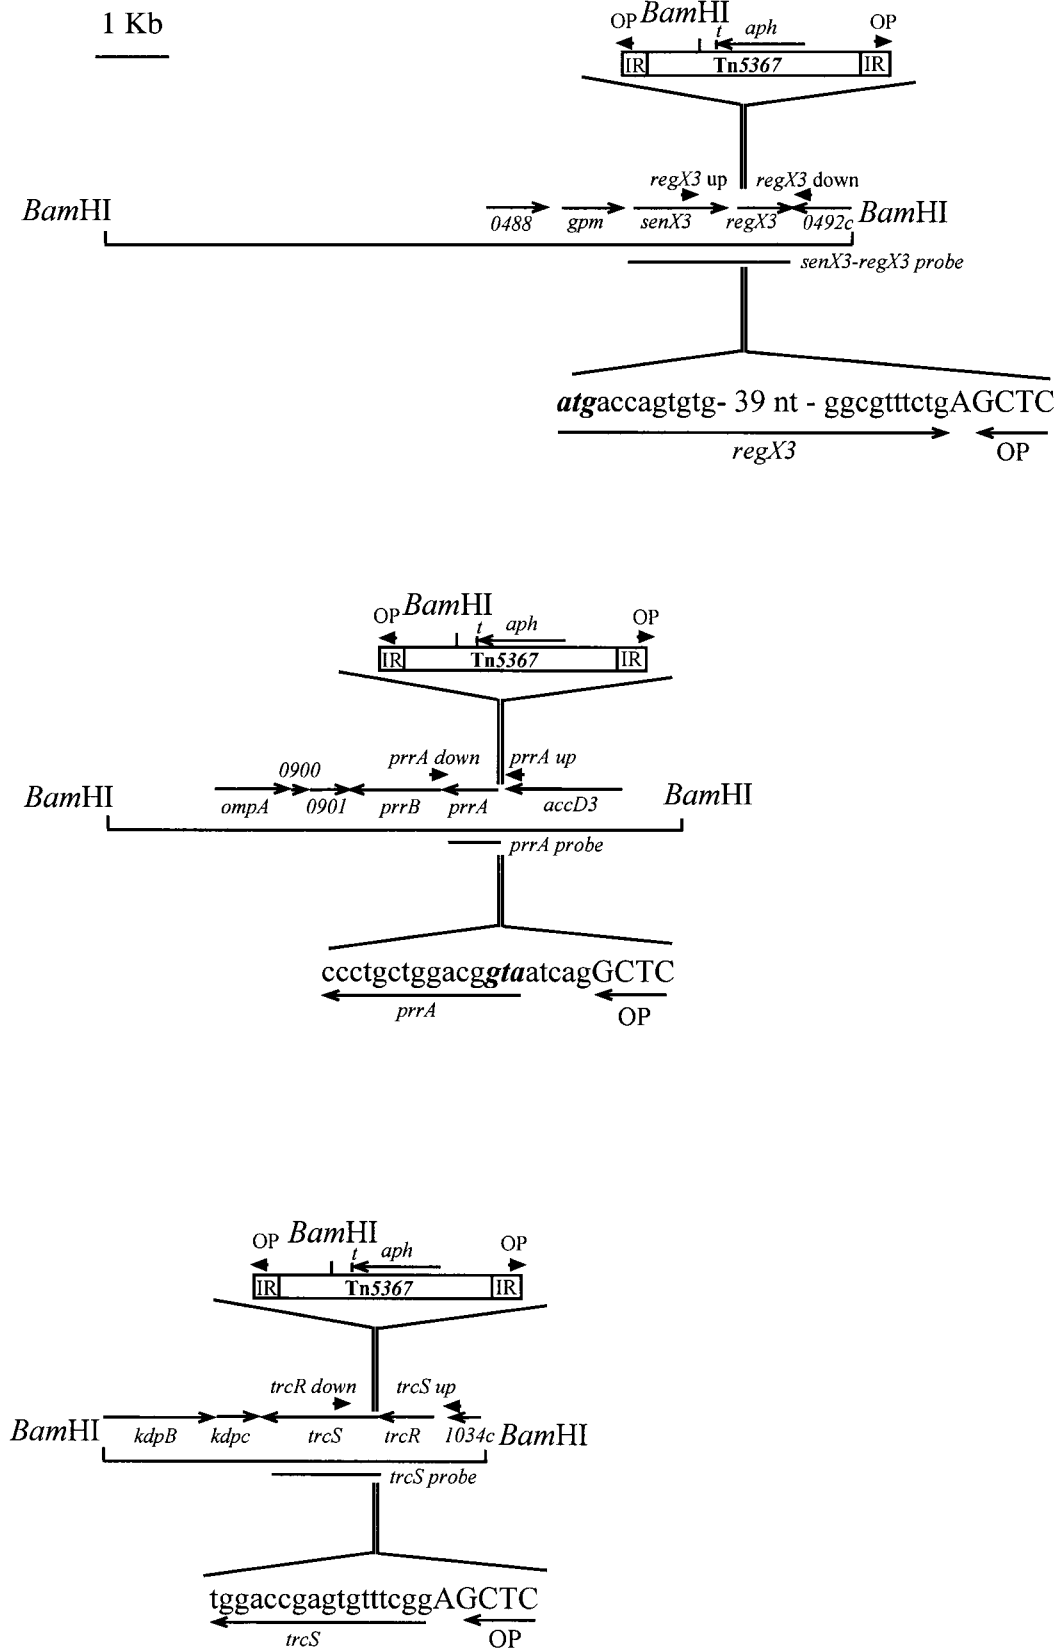 1 Kb
OP BamHI OP
t aph
IR Tn5367 IR
regX3 up regX3 down
BamHI BamHI
0488 gpm senX3 regX3 0492c
senX3-regX3 probe
atgaccagtgtg- 39 nt - ggcgtttctgAGCTC
regX3 OP
OP BamHI OP
t aph
IR Tn5367 IR
prrA down prrA up
0900
BamHI BamHI
ompA 0901 prrB prrA accD3
prrA probe
ccctgctggacggtaatcagGCTC
prrA OP
OP BamHI OP
t aph
IR Tn5367 IR
trcR down trcS up
BamHI kdpB kdpc trcS trcR 1034c BamHI
trcS probe
tggaccgagtgtttcggAGCTC
trcS OP